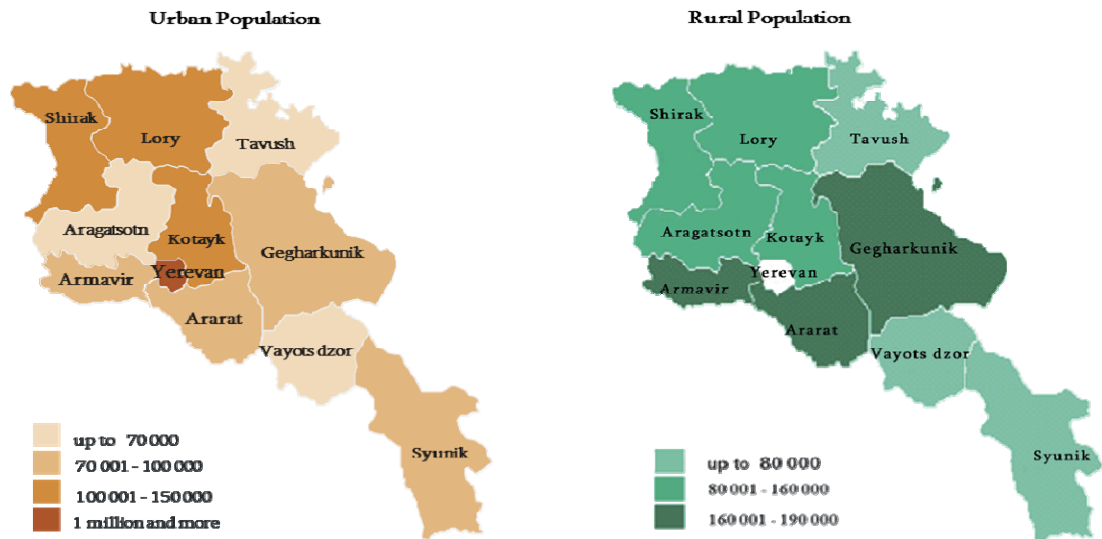 Urban Population
Shirak
Lory
Tavush
Aragatsotn
Kotayk
Gegharkunik
Armavir
Yerevan
Ararat
Vayots dzor
Syunik
up to 70 000
70 001 - 100 000
100 001 - 150 000
1 million and more
Rural Population
Shirak
Lory
Tavush
Aragatsotn
Kotayk
Gegharkunik
Yerevan
Armavir
Ararat
Vayots dzor
Syunik
up to 80 000
80 001 - 160 000
160 001 - 190 000